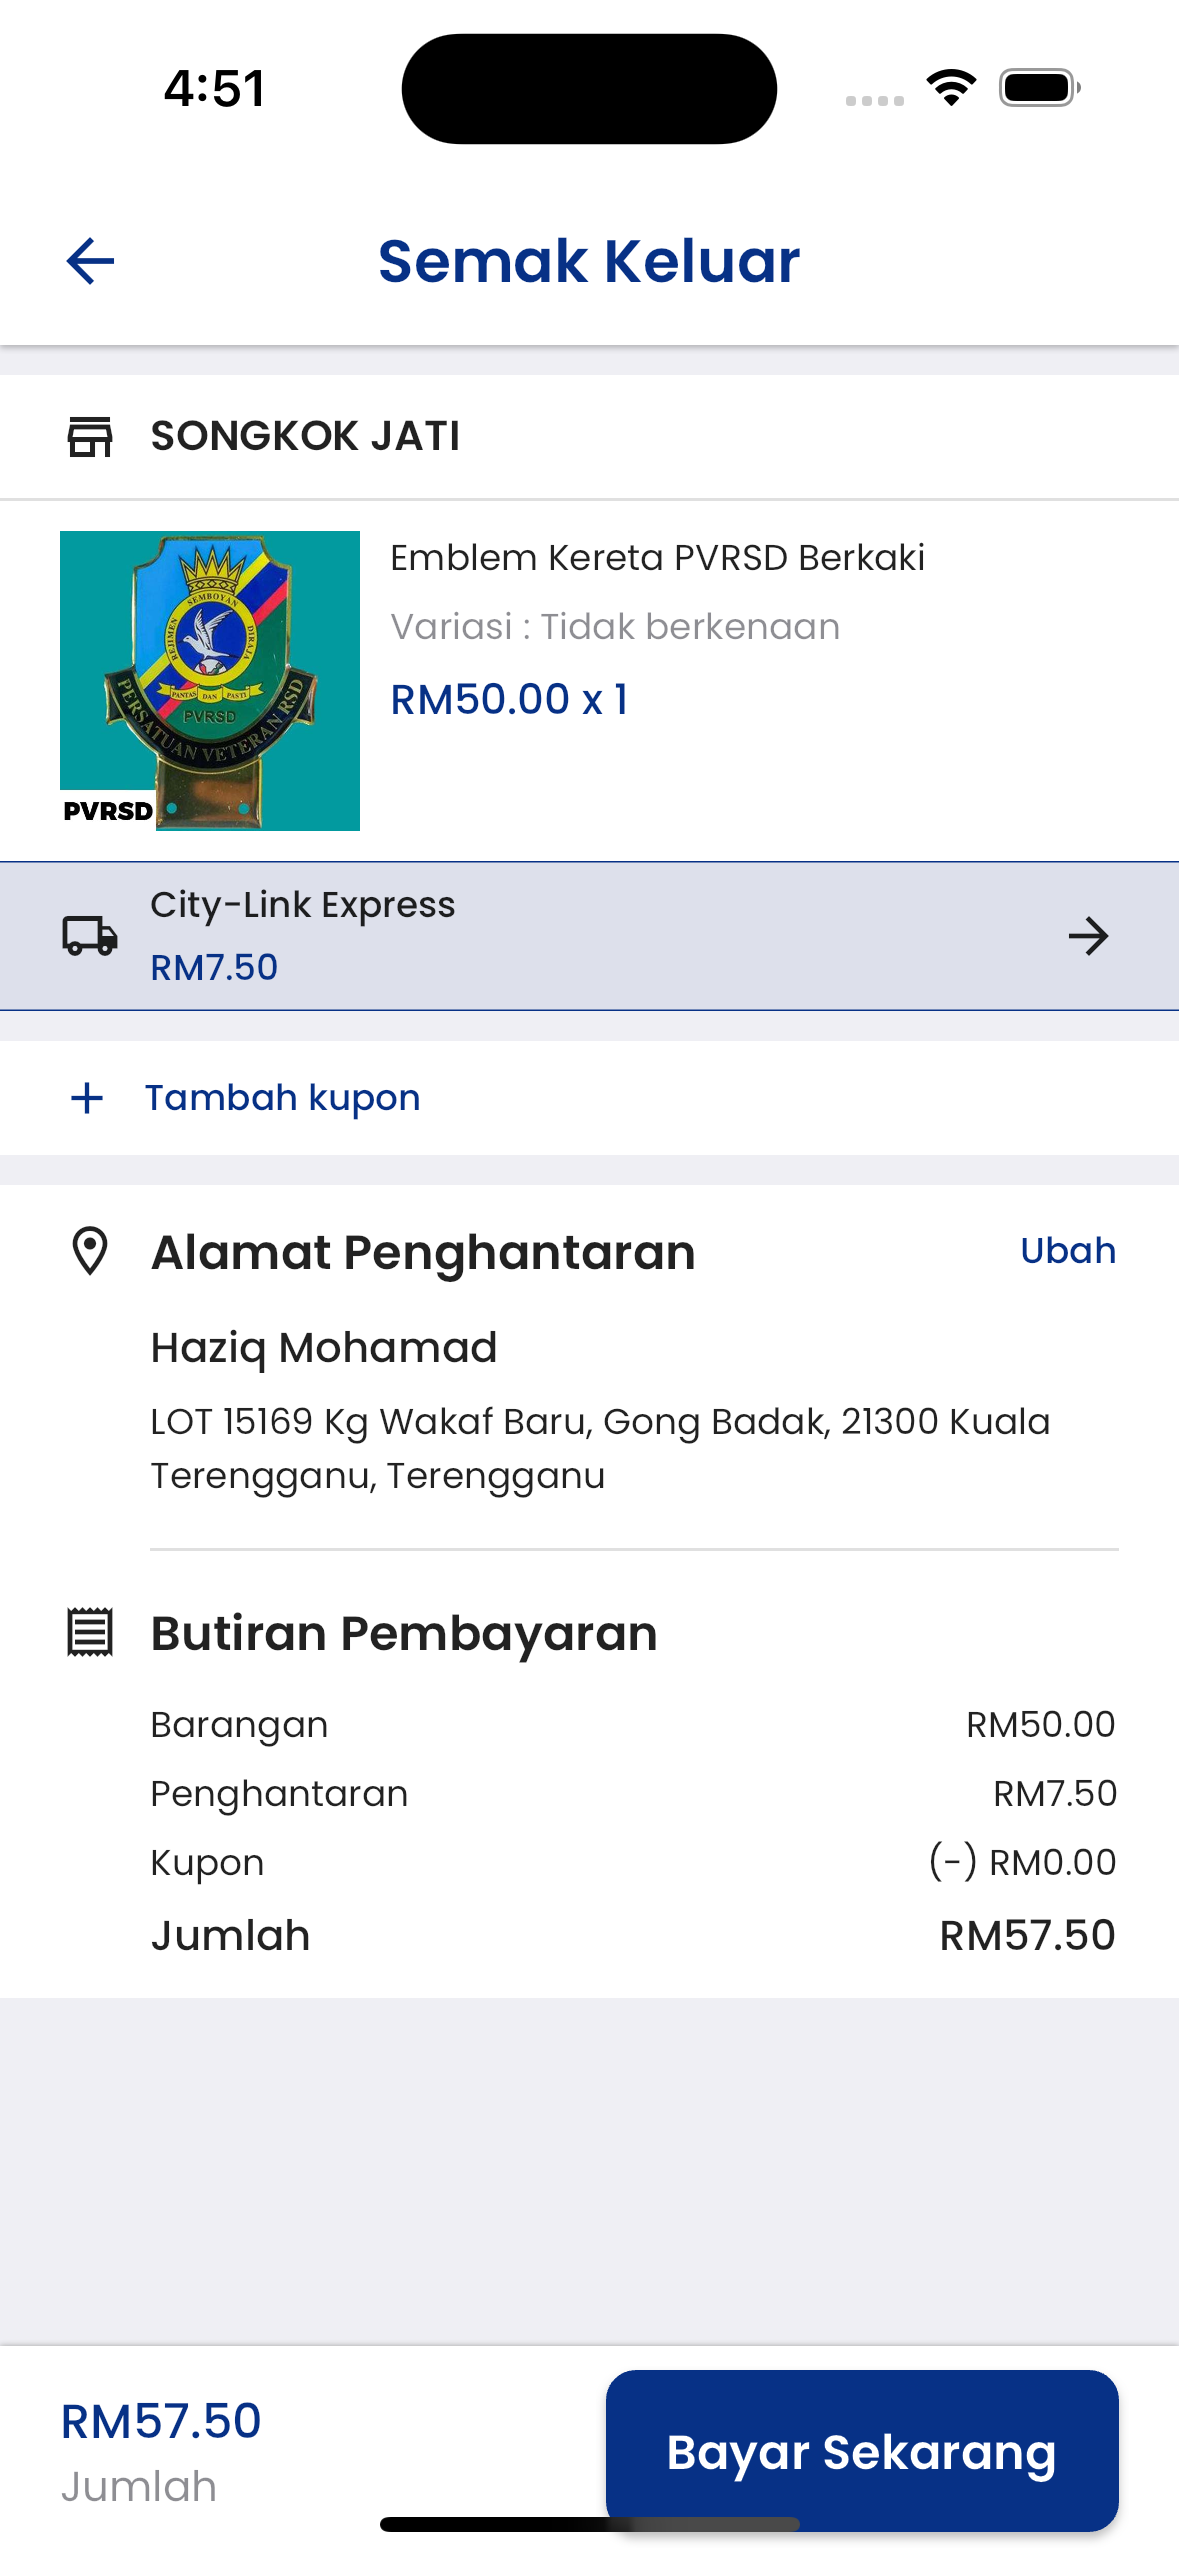 4:51
Semak Keluar
SONGKOK JATI
SEMBOYAN
REJIMEN
DIRAJA
PANTAS DAN PASTI
PVRSD
PERSATUAN VETERAN RSD
PVRSD
Emblem Kereta PVRSD Berkaki
Variasi : Tidak berkenaan
RM50.00 x 1
City-Link Express
RM7.50
Tambah kupon
Alamat Penghantaran
Ubah
Haziq Mohamad
LOT 15169 Kg Wakaf Baru, Gong Badak, 21300 Kuala
Terengganu, Terengganu
Butiran Pembayaran
Barangan RM50.00
Penghantaran RM7.50
Kupon (-) RM0.00
Jumlah RM57.50
RM57.50
Jumlah
Bayar Sekarang